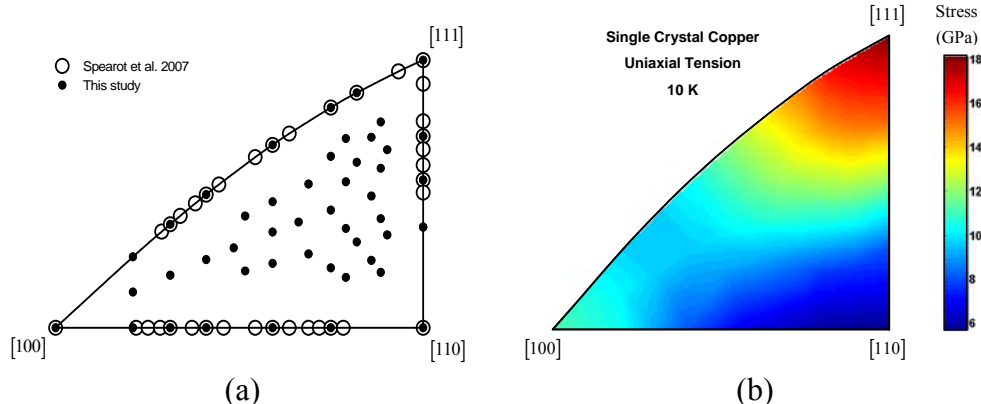 [111]
Spearot et al. 2007
This study
[100]
[110]
(a)
Single Crystal Copper
Uniaxial Tension
10 K
[111]
Stress
(GPa)
18
16
14
12
10
8
6
[100]
[110]
(b)